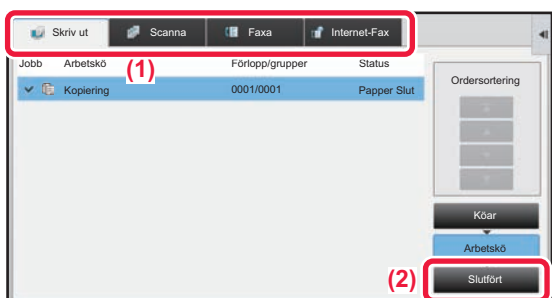 Skriv ut Scanna Faxa Internet-Fax
Jobb Arbetskö Förlopp/grupper Status
(1)
Kopiering 0001/0001 Papper Slut
Ordersortering
Köar
Arbetskö
(2) Slutfört